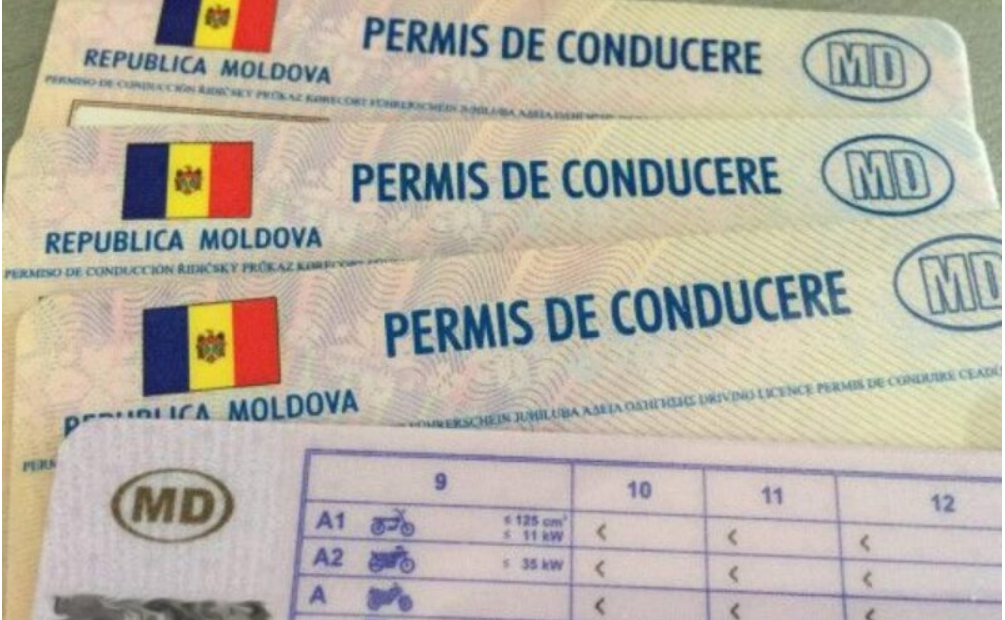 PERMIS DE CONDUCERE
MD
REPUBLICA MOLDOVA
PERMISO DE CONDUCCIÓN ŘIDIČSKÝ PRŮKAZ
PERMIS DE CONDUCERE
MD
REPUBLICA MOLDOVA
PERMISO DE CONDUCCIÓN ŘIDIČSKÝ PRŮKAZ
PERMIS DE CONDUCERE
MD
REPUBLICA MOLDOVA
DRIVING LICENCE PERMIS DE CONDUIRE
MD
9 10 11 12
A1 ≤ 125 cm³ < < <
≤ 11 kW
A2 ≤ 35 kW < < <
A < < <